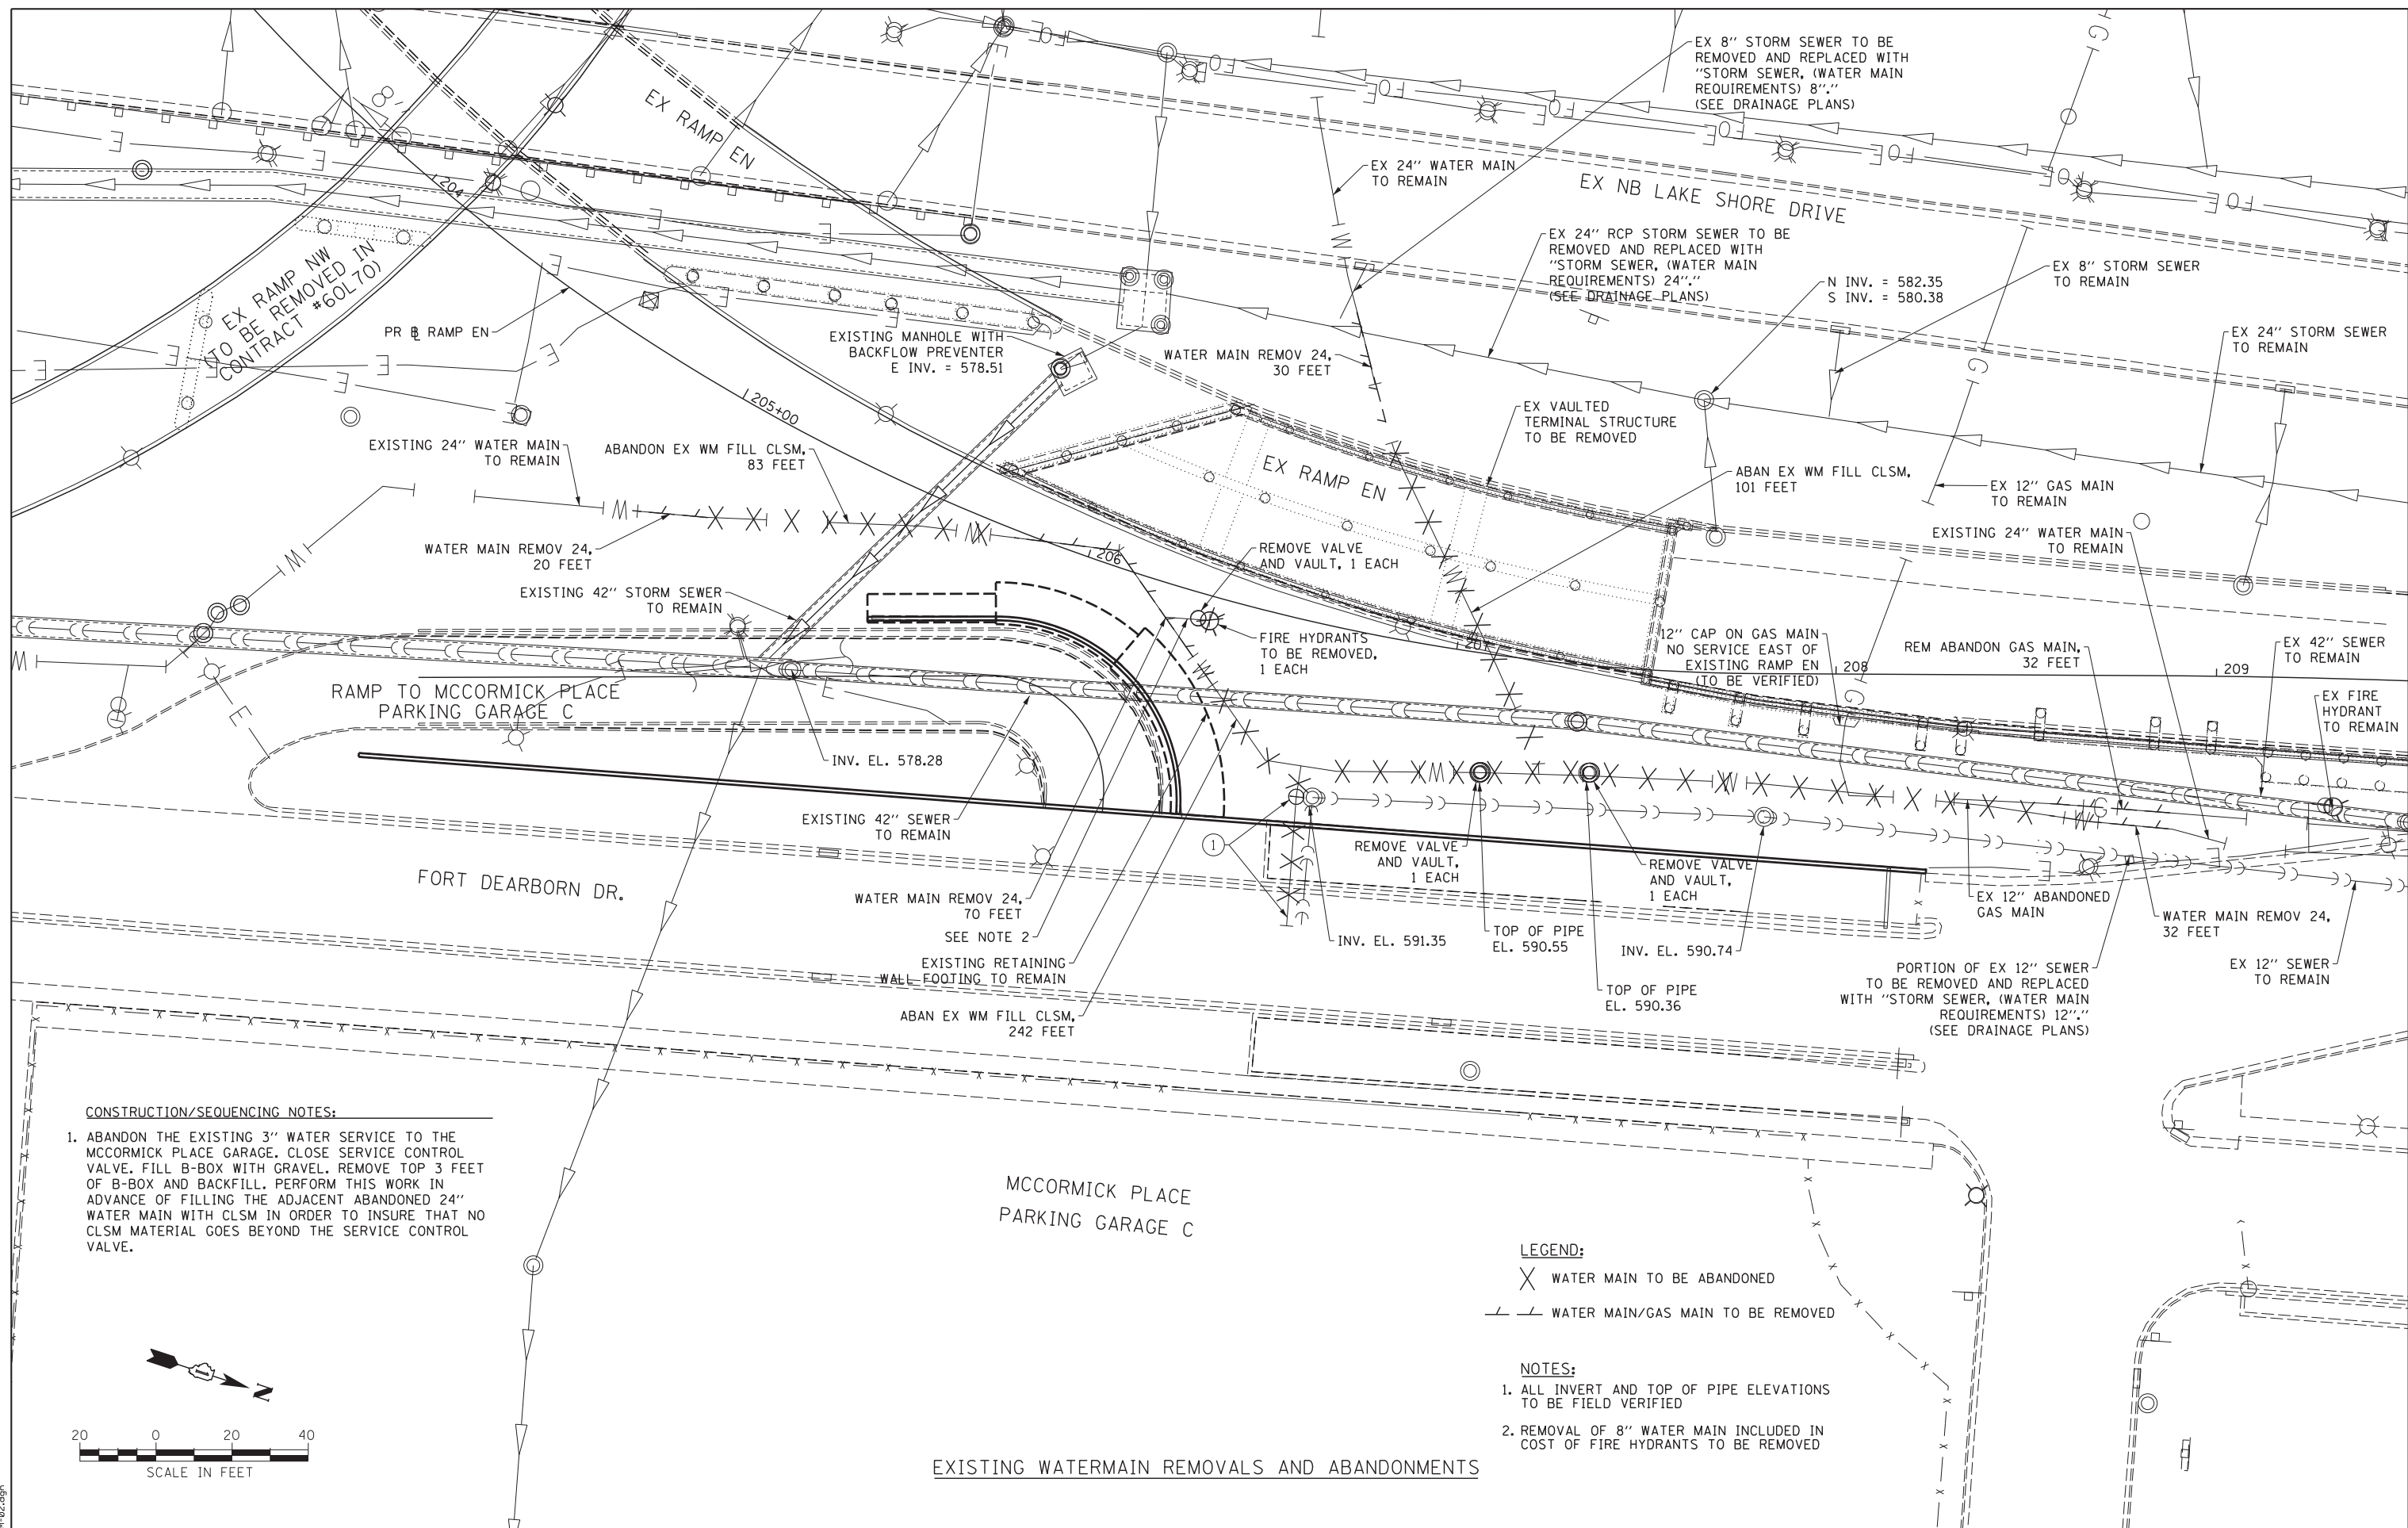 EX 8" STORM SEWER TO BE
REMOVED AND REPLACED WITH
"STORM SEWER, (WATER MAIN
REQUIREMENTS) 8"."
(SEE DRAINAGE PLANS)
EX RAMP EN
EX 24" WATER MAIN
TO REMAIN
EX NB LAKE SHORE DRIVE
EX 24" RCP STORM SEWER TO BE
REMOVED AND REPLACED WITH
"STORM SEWER, (WATER MAIN
REQUIREMENTS) 24"."
(SEE DRAINAGE PLANS)
N INV. = 582.35
S INV. = 580.38
EX 8" STORM SEWER
TO REMAIN
EX 24" STORM SEWER
TO REMAIN
204
EX RAMP NW
(TO BE REMOVED IN
CONTRACT #60L70)
PR ℄ RAMP EN
EXISTING MANHOLE WITH
BACKFLOW PREVENTER
E INV. = 578.51
WATER MAIN REMOV 24,
30 FEET
205+00
EX VAULTED
TERMINAL STRUCTURE
TO BE REMOVED
EXISTING 24" WATER MAIN
TO REMAIN
ABANDON EX WM FILL CLSM,
83 FEET
EX RAMP EN
ABAN EX WM FILL CLSM,
101 FEET
EX 12" GAS MAIN
TO REMAIN
EXISTING 24" WATER MAIN
TO REMAIN
WATER MAIN REMOV 24,
20 FEET
206
REMOVE VALVE
AND VAULT, 1 EACH
EXISTING 42" STORM SEWER
TO REMAIN
FIRE HYDRANTS
TO BE REMOVED,
1 EACH
207
12" CAP ON GAS MAIN
NO SERVICE EAST OF
EXISTING RAMP EN
(TO BE VERIFIED)
208
REM ABANDON GAS MAIN,
32 FEET
209
EX 42" SEWER
TO REMAIN
EX FIRE
HYDRANT
TO REMAIN
RAMP TO MCCORMICK PLACE
PARKING GARAGE C
INV. EL. 578.28
EXISTING 42" SEWER
TO REMAIN
1
REMOVE VALVE
AND VAULT,
1 EACH
REMOVE VALVE
AND VAULT,
1 EACH
FORT DEARBORN DR.
WATER MAIN REMOV 24,
70 FEET
SEE NOTE 2
EXISTING RETAINING
WALL FOOTING TO REMAIN
ABAN EX WM FILL CLSM,
242 FEET
INV. EL. 591.35
TOP OF PIPE
EL. 590.55
INV. EL. 590.74
TOP OF PIPE
EL. 590.36
EX 12" ABANDONED
GAS MAIN
WATER MAIN REMOV 24,
32 FEET
PORTION OF EX 12" SEWER
TO BE REMOVED AND REPLACED
WITH "STORM SEWER, (WATER MAIN
REQUIREMENTS) 12"."
(SEE DRAINAGE PLANS)
EX 12" SEWER
TO REMAIN
CONSTRUCTION/SEQUENCING NOTES:
1. ABANDON THE EXISTING 3" WATER SERVICE TO THE
MCCORMICK PLACE GARAGE. CLOSE SERVICE CONTROL
VALVE. FILL B-BOX WITH GRAVEL. REMOVE TOP 3 FEET
OF B-BOX AND BACKFILL. PERFORM THIS WORK IN
ADVANCE OF FILLING THE ADJACENT ABANDONED 24"
WATER MAIN WITH CLSM IN ORDER TO INSURE THAT NO
CLSM MATERIAL GOES BEYOND THE SERVICE CONTROL
VALVE.
MCCORMICK PLACE
PARKING GARAGE C
LEGEND:
WATER MAIN TO BE ABANDONED
WATER MAIN/GAS MAIN TO BE REMOVED
NOTES:
1. ALL INVERT AND TOP OF PIPE ELEVATIONS
TO BE FIELD VERIFIED
2. REMOVAL OF 8" WATER MAIN INCLUDED IN
COST OF FIRE HYDRANTS TO BE REMOVED
N
20 0 20 40
SCALE IN FEET
EXISTING WATERMAIN REMOVALS AND ABANDONMENTS